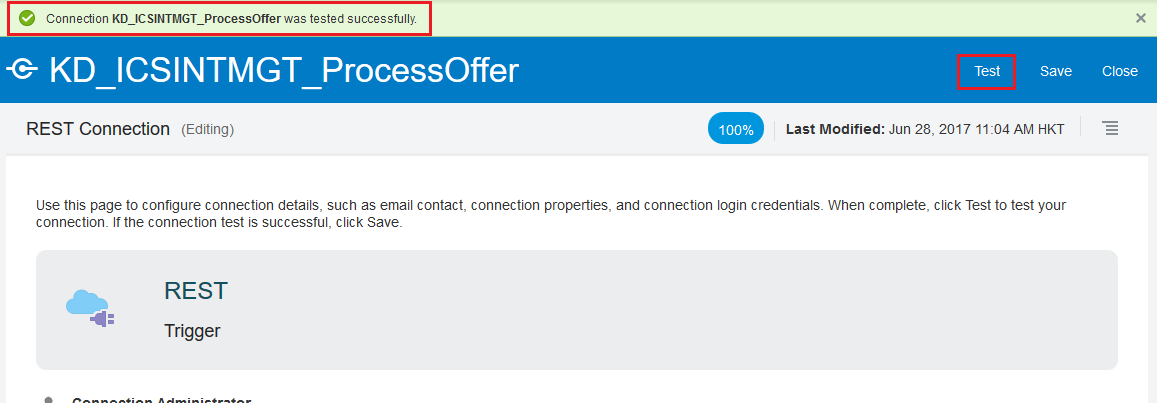 Connection KD_ICSINTMGT_ProcessOffer was tested successfully.
KD_ICSINTMGT_ProcessOffer
Test Save Close
REST Connection (Editing)
100%
Last Modified: Jun 28, 2017 11:04 AM HKT
Use this page to configure connection details, such as email contact, connection properties, and connection login credentials. When complete, click Test to test your
connection. If the connection test is successful, click Save.
REST
Trigger
Connection Administrator